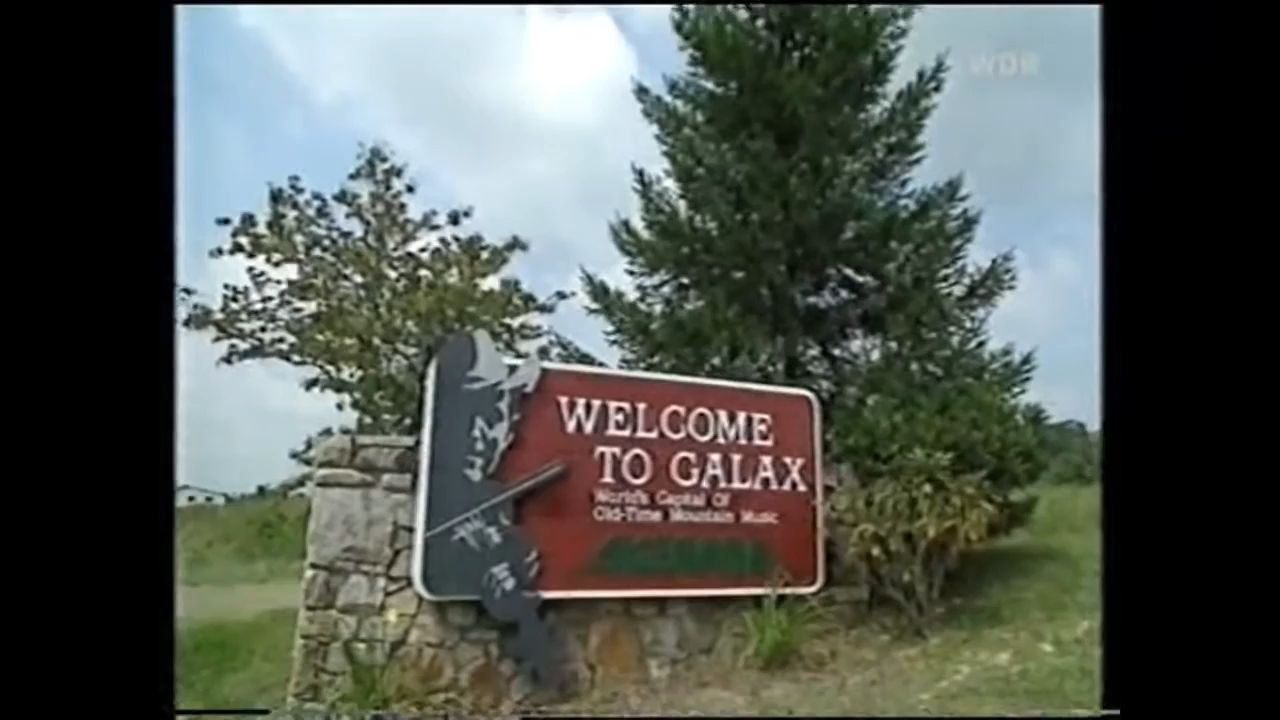 WDR
WELCOME
TO GALAX
World's Capital Of
Old-Time Mountain Music